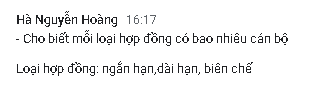 Hà Nguyễn Hoàng 16:17
- Cho biết mỗi loại hợp đồng có bao nhiêu cán bộ
Loại hợp đồng: ngắn hạn,dài hạn, biên chế